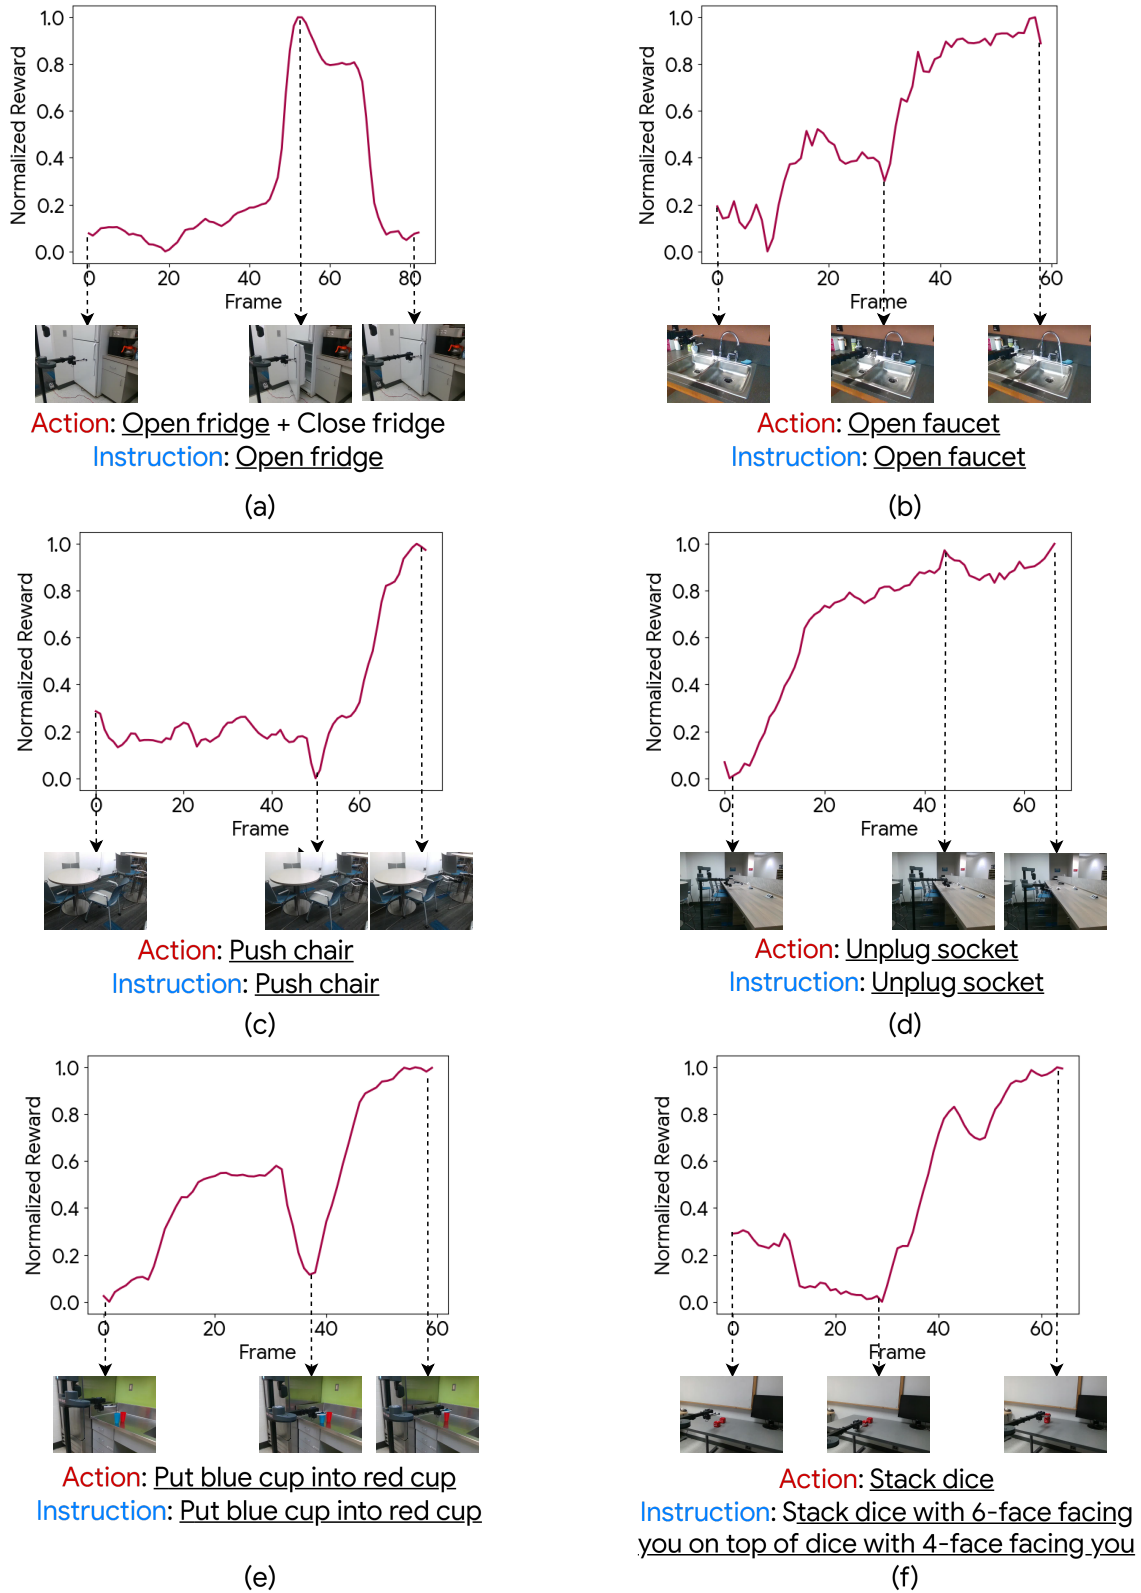 Normalized Reward
1.0
0.8
0.6
0.4
0.2
0.0
0 20 40 60 80
Frame
Action: Open fridge + Close fridge
Instruction: Open fridge
(a)
Normalized Reward
1.0
0.8
0.6
0.4
0.2
0.0
0 20 40 60
Frame
Action: Open faucet
Instruction: Open faucet
(b)
Normalized Reward
1.0
0.8
0.6
0.4
0.2
0.0
0 20 40 60
Frame
Action: Push chair
Instruction: Push chair
(c)
Normalized Reward
1.0
0.8
0.6
0.4
0.2
0.0
0 20 40 60
Frame
Action: Unplug socket
Instruction: Unplug socket
(d)
Normalized Reward
1.0
0.8
0.6
0.4
0.2
0.0
0 20 40 60
Frame
Action: Put blue cup into red cup
Instruction: Put blue cup into red cup
(e)
Normalized Reward
1.0
0.8
0.6
0.4
0.2
0.0
0 20 40 60
Frame
Action: Stack dice
Instruction: Stack dice with 6-face facing
you on top of dice with 4-face facing you
(f)